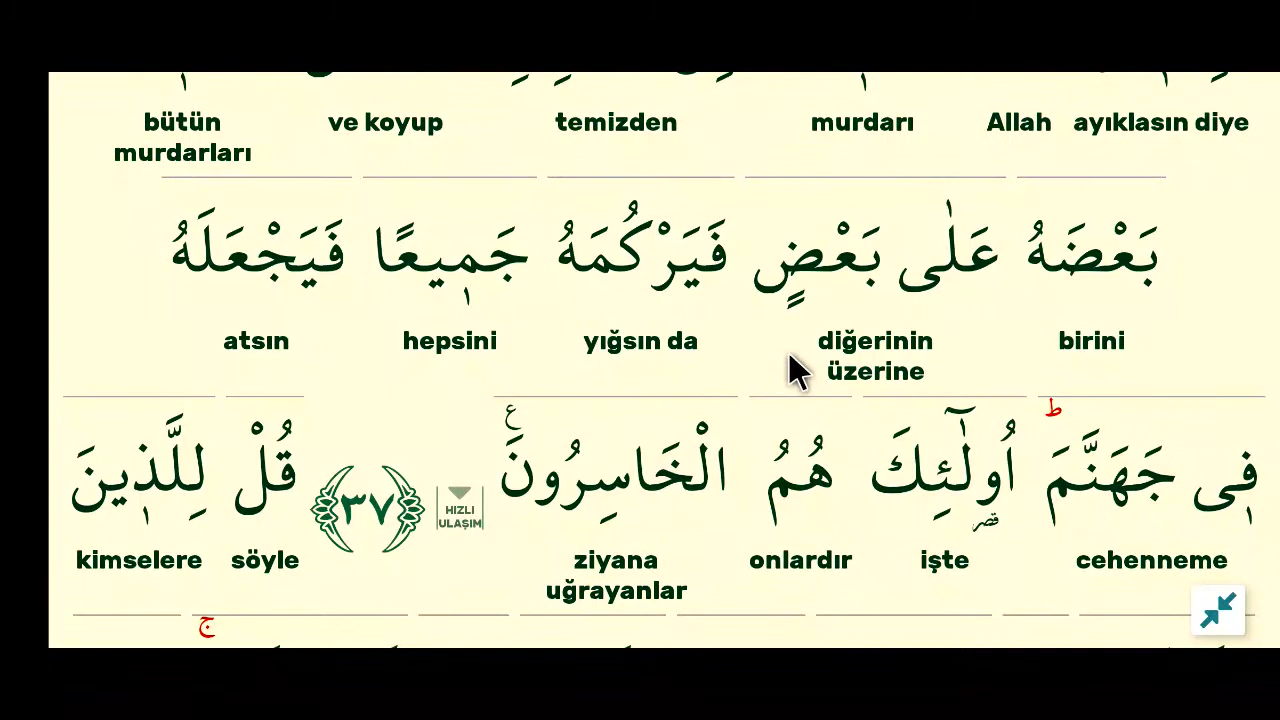 ayıklasın diye Allah murdarı temizden ve koyup bütün murdarları
بَعْضَهُ عَلٰى بَعْضٍ فَيَرْكُمَهُ جَمٖيعًا فَيَجْعَلَهُ
birini diğerinin üzerine yığsın da hepsini atsın
فٖى جَهَنَّمَ ط اُولٰٓئِكَ قصر هُمُ الْخَاسِرُونَ ع HIZLI ULAŞIM ٣٧ قُلْ لِلَّذٖينَ
cehenneme işte onlardır ziyana uğrayanlar söyle kimselere
ج